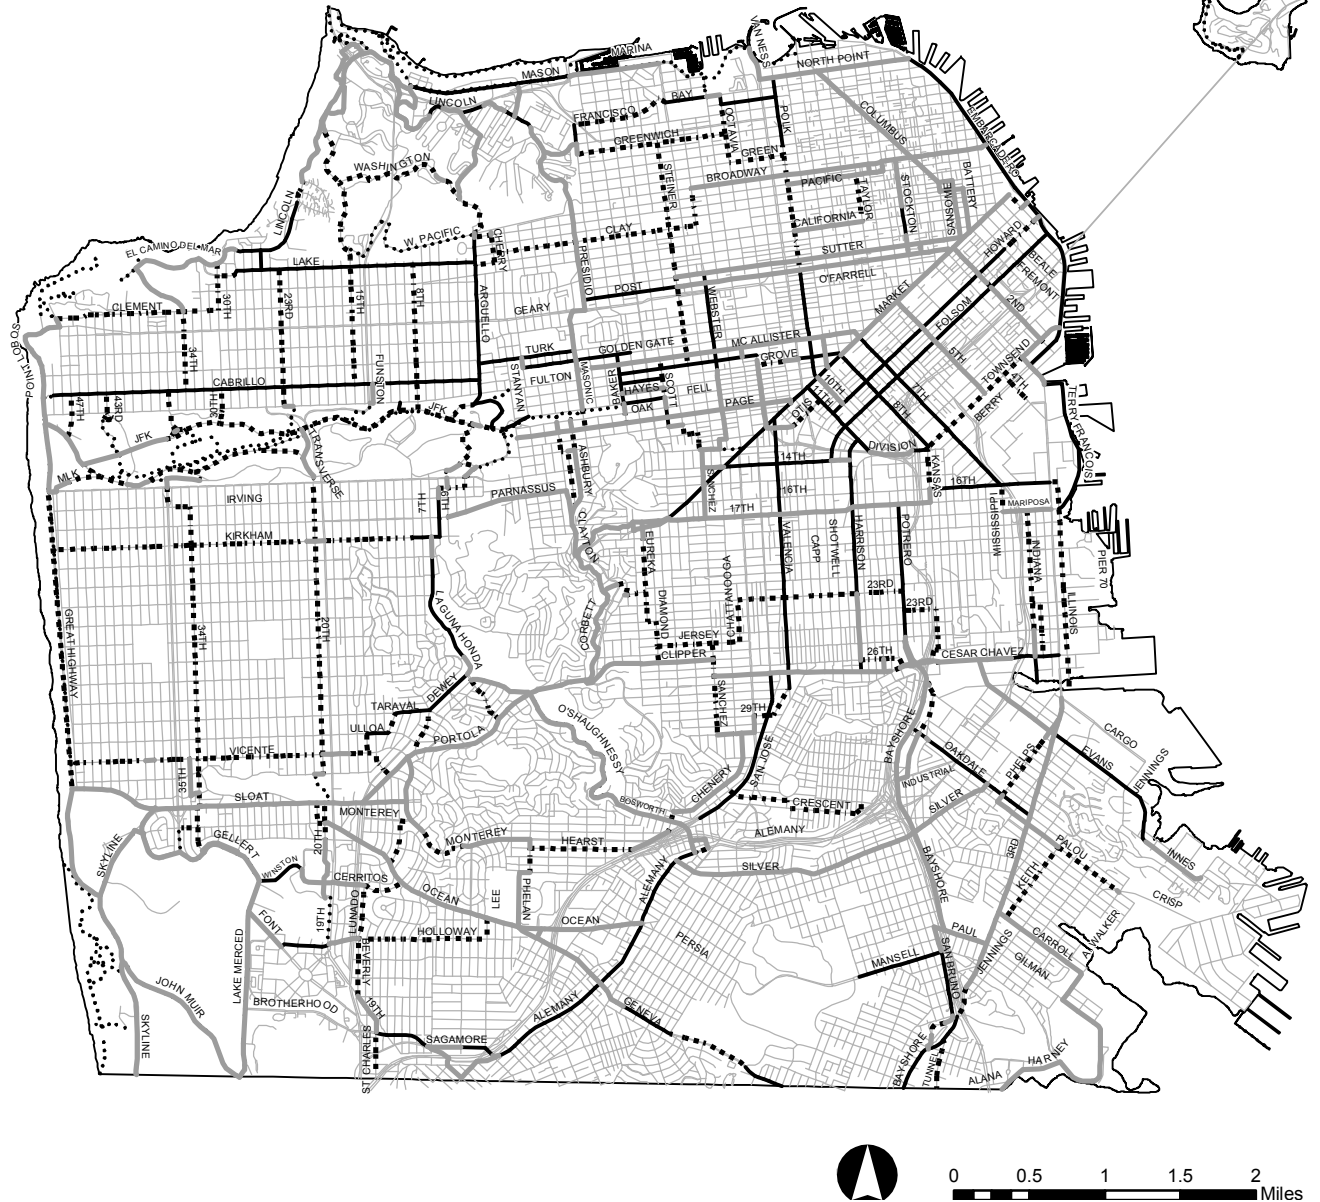 MARINA
VAN NESS
MASON
NORTH POINT
LINCOLN
BAY
FRANCISCO
COLUMBUS
EMBARCADERO
POLK
OCTAVIA
GREENWICH
GREEN
WASHINGTON
STEINER
BROADWAY
PACIFIC
TAYLOR
STOCKTON
SANSOME
BATTERY
LINCOLN
CLAY
CALIFORNIA
W. PACIFIC
CHERRY
EL CAMINO DEL MAR
LAKE
SUTTER
HOWARD
BEALE
FREMONT
PRESIDIO
O'FARRELL
POST
WEBSTER
MARKET
2ND
CLEMENT
30TH
23RD
15TH
8TH
ARGUELLO
GEARY
FOLSOM
POINT LOBOS
34TH
MC ALLISTER
GOLDEN GATE
TURK
GROVE
5TH
TOWNSEND
FUNSTON
STANYAN
FULTON
MASONIC
BAKER
HAYES
SCOTT
FELL
10TH
11TH
7TH
4TH
CABRILLO
OAK
PAGE
OTIS
8TH
BERRY
TERRY FRANCOIS
47TH
43RD
30TH
JFK
JFK
TRANSVERSE
DIVISION
MLK
ASHBURY
14TH
KANSAS
SANCHEZ
16TH
16TH
IRVING
7TH
6TH
PARNASSUS
17TH
MISSISSIPPI
MARIPOSA
KIRKHAM
CLAYTON
EUREKA
VALENCIA
CAPP
SHOTWELL
HARRISON
POTRERO
INDIANA
PIER 70
CHATTANOOGA
23RD
23RD
ILLINOIS
LAGUNA HONDA
GREAT HIGHWAY
34TH
20TH
CORBETT
DIAMOND
JERSEY
CLIPPER
26TH
CESAR CHAVEZ
DEWEY
TARAVAL
SANCHEZ
29TH
O'SHAUGHNESSY
ULLOA
PORTOLA
VICENTE
SAN JOSE
BAYSHORE
CARGO
OAKDALE
PHELPS
EVANS
JENNINGS
35TH
SLOAT
MONTEREY
CHENERY
BOSWORTH
CRESCENT
INDUSTRIAL
SILVER
SKYLINE
GELLERT
20TH
MONTEREY
HEARST
ALEMANY
3RD
PALOU
INNES
WINSTON
CERRITOS
SILVER
BAYSHORE
KEITH
CRISP
OCEAN
LEE
PHELAN
ALEMANY
FONT
19TH
LUNADO
HOLLOWAY
OCEAN
PERSIA
PAUL
CARROLL
A. WALKER
GILMAN
LAKE MERCED
BEVERLY
MANSELL
SAN BRUNO
JENNINGS
JOHN MUIR
BROTHERHOOD
19TH
ALEMANY
GENEVA
SKYLINE
ST CHARLES
SAGAMORE
BAYSHORE
TUNNEL
ALANA
HARNEY
0 0.5 1 1.5 2
Miles